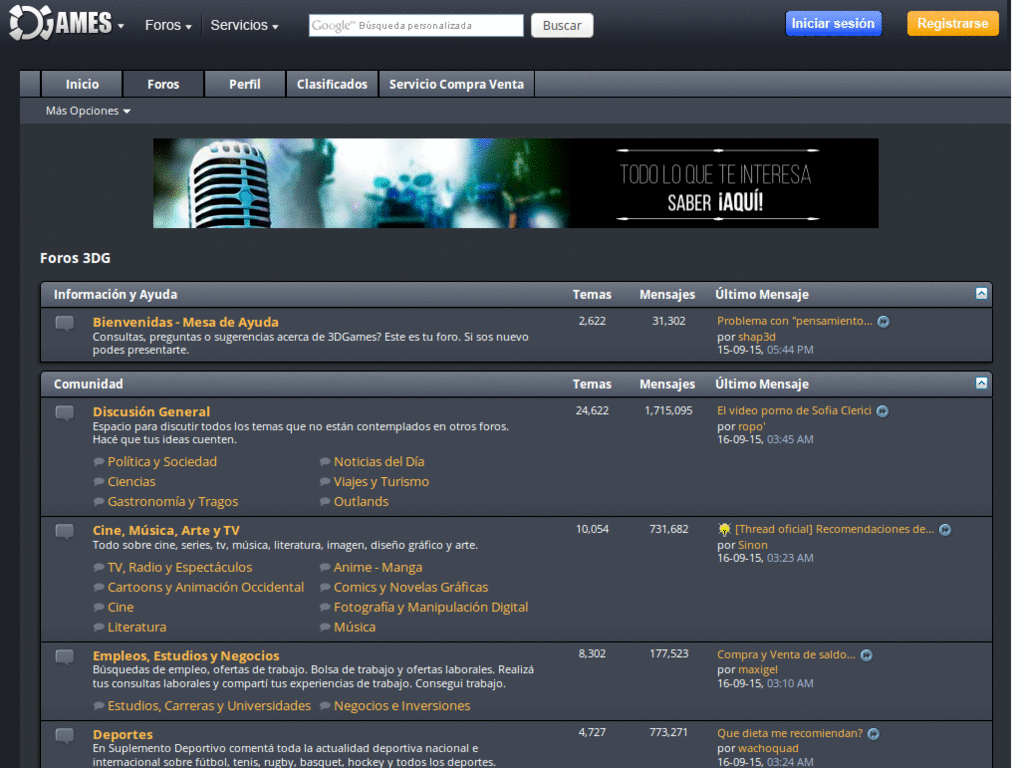 3DGAMES
Foros
Servicios
Google™ Búsqueda personalizada
Buscar
Iniciar sesión
Registrarse
Inicio
Foros
Perfil
Clasificados
Servicio Compra Venta
Más Opciones
TODO LO QUE TE INTERESA
SABER ¡AQUÍ!
Foros 3DG
Información y Ayuda Temas Mensajes Último Mensaje
Bienvenidas - Mesa de Ayuda 2,622 31,302 Problema con "pensamiento...
Consultas, preguntas o sugerencias acerca de 3DGames? Este es tu foro. Si sos nuevo por shap3d
podes presentarte. 15-09-15, 05:44 PM
Comunidad Temas Mensajes Último Mensaje
Discusión General 24,622 1,715,095 El video porno de Sofia Clerici
Espacio para discutir todos los temas que no están contemplados en otros foros. por ropo'
Hacé que tus ideas cuenten. 16-09-15, 03:45 AM
Política y Sociedad Noticias del Día
Ciencias Viajes y Turismo
Gastronomía y Tragos Outlands
Cine, Música, Arte y TV 10,054 731,682 [Thread oficial] Recomendaciones de...
Todo sobre cine, series, tv, música, literatura, imagen, diseño gráfico y arte. por Sinon
16-09-15, 03:23 AM
TV, Radio y Espectáculos Anime - Manga
Cartoons y Animación Occidental Comics y Novelas Gráficas
Cine Fotografía y Manipulación Digital
Literatura Música
Empleos, Estudios y Negocios 8,302 177,523 Compra y Venta de saldo...
Búsquedas de empleo, ofertas de trabajo. Bolsa de trabajo y ofertas laborales. Realizá por maxigel
tus consultas laborales y compartí tus experiencias de trabajo. Consegui trabajo. 16-09-15, 03:10 AM
Estudios, Carreras y Universidades Negocios e Inversiones
Deportes 4,727 773,271 Que dieta me recomiendan?
En Suplemento Deportivo comentá toda la actualidad deportiva nacional e por wachoquad
internacional sobre fútbol, tenis, rugby, basquet, hockey y todos los deportes. 16-09-15, 03:24 AM